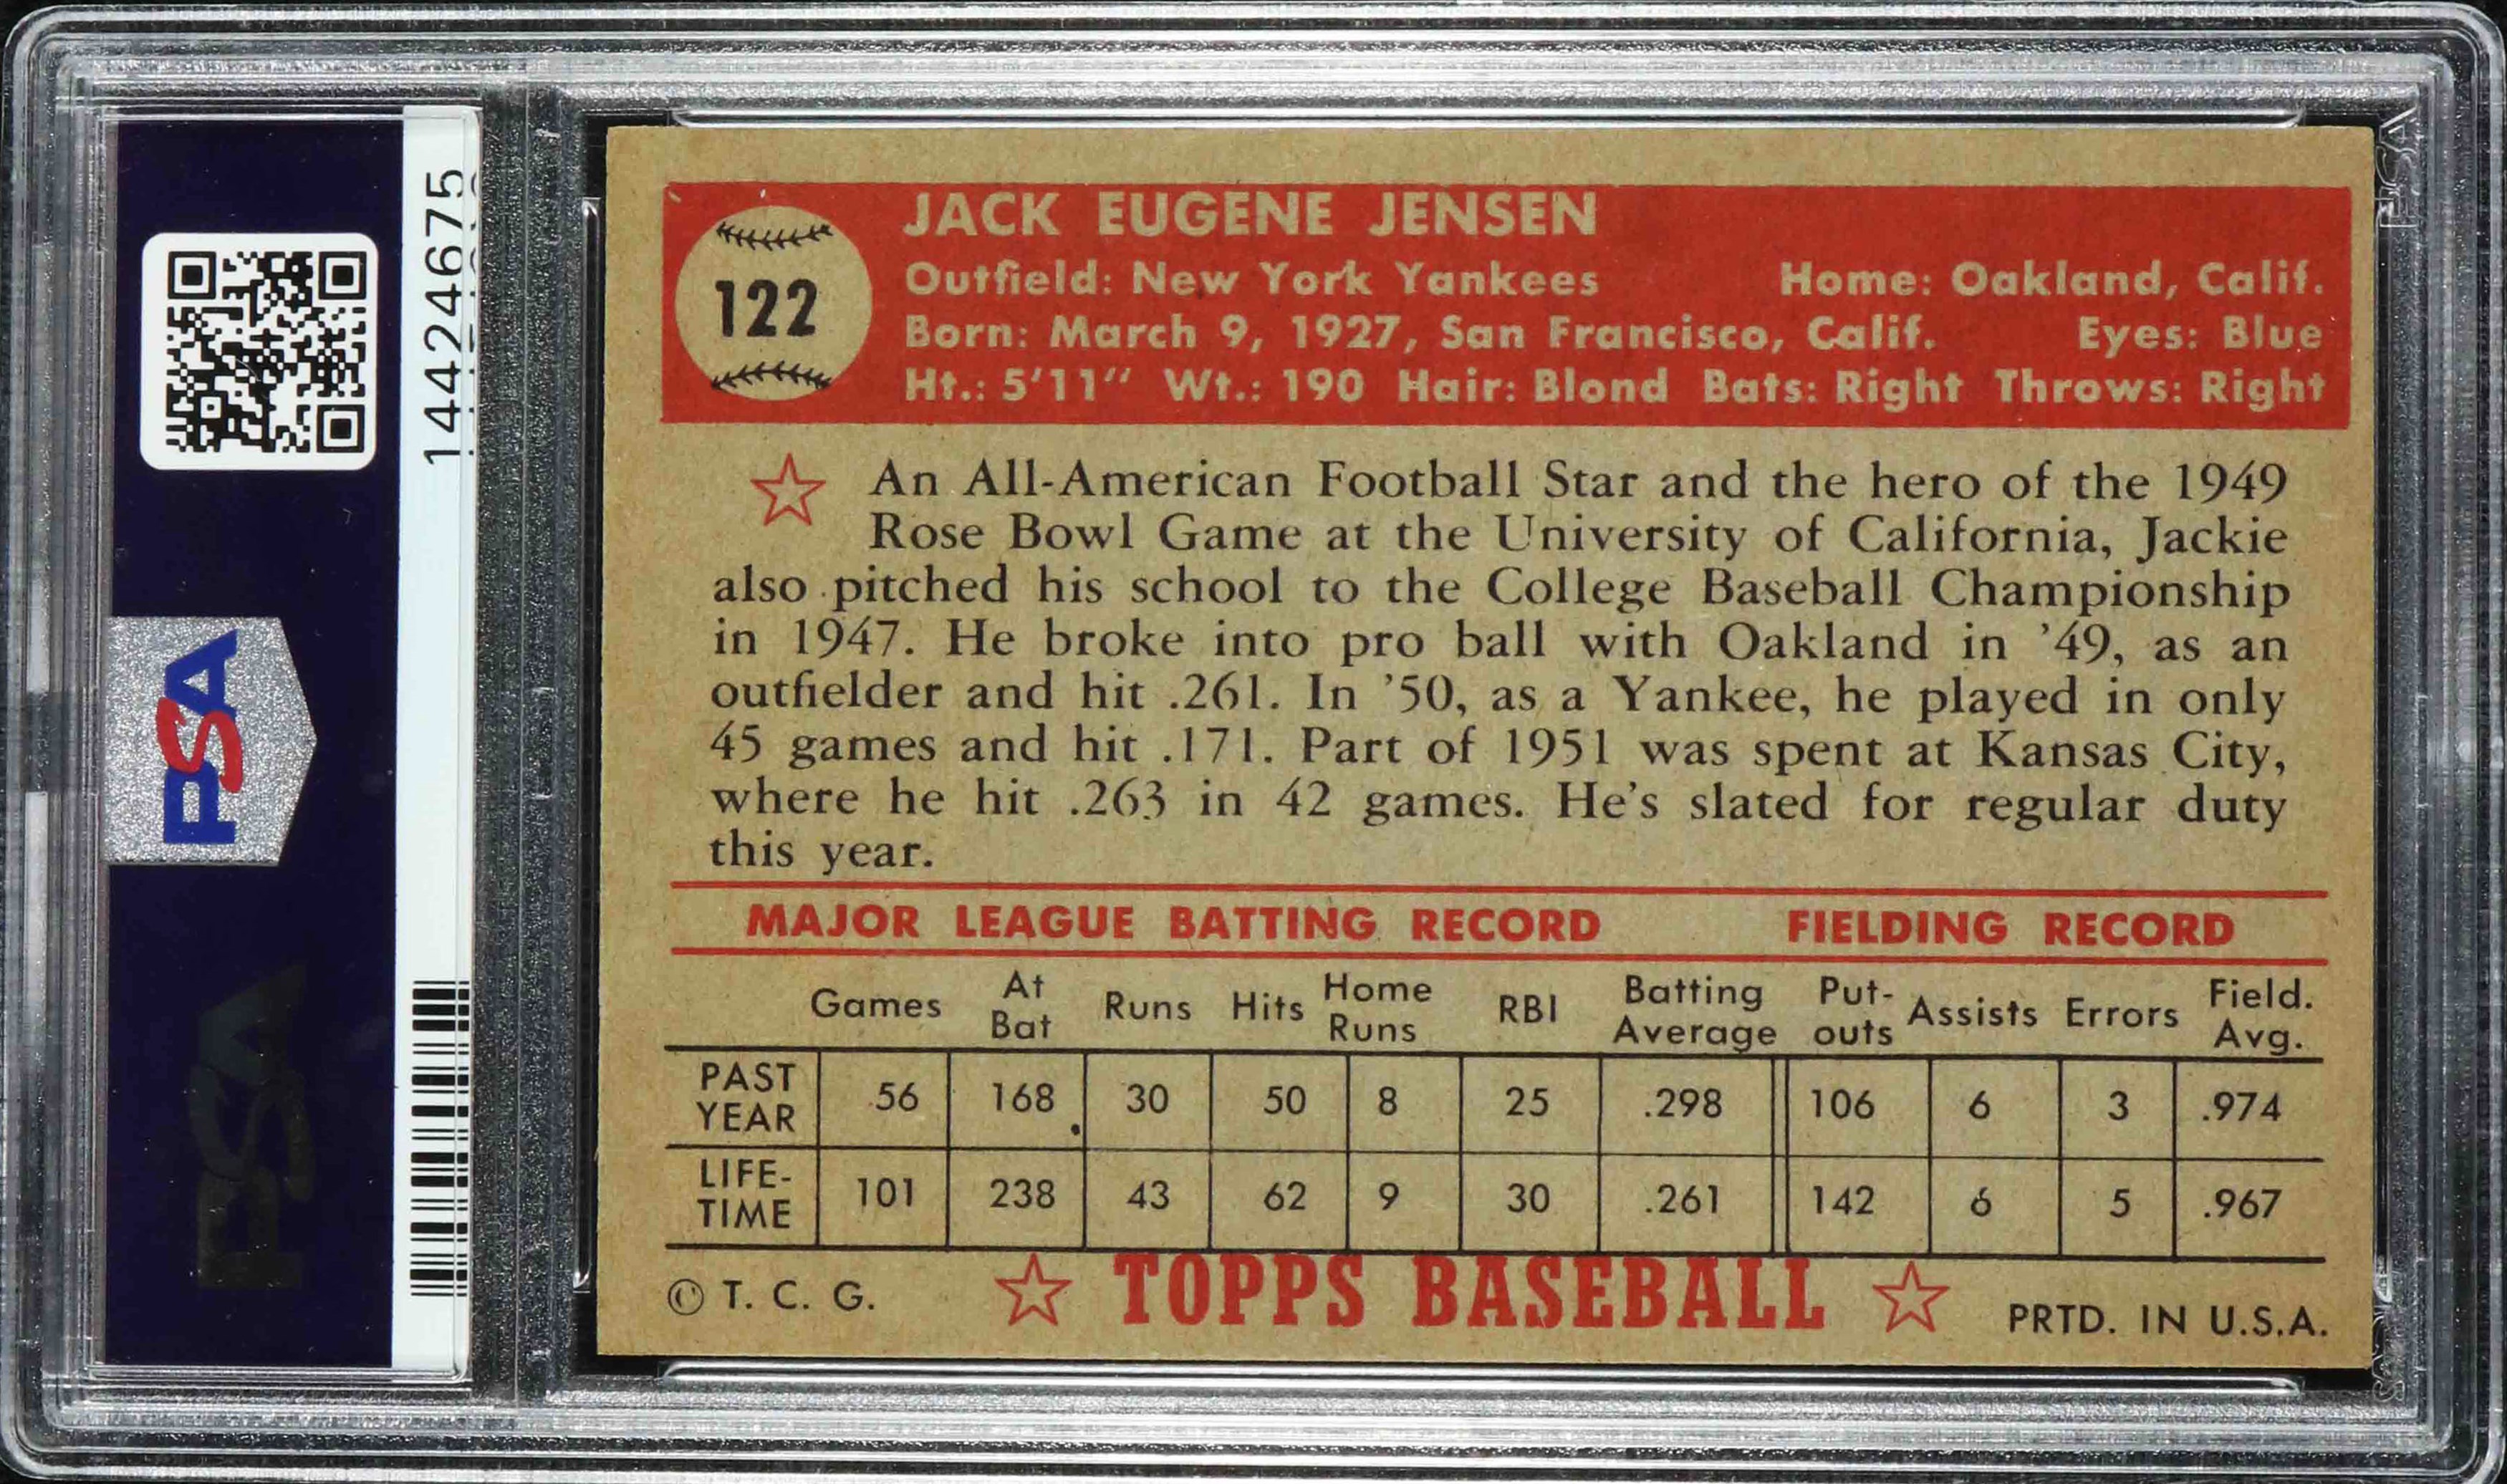 14424675
PSA
JACK EUGENE JENSEN
122
Outfield: New York Yankees Home: Oakland, Calif.
Born: March 9, 1927, San Francisco, Calif. Eyes: Blue
Ht.: 5'11" Wt.: 190 Hair: Blond Bats: Right Throws: Right
An All-American Football Star and the hero of the 1949
Rose Bowl Game at the University of California, Jackie
also pitched his school to the College Baseball Championship
in 1947. He broke into pro ball with Oakland in '49, as an
outfielder and hit .261. In '50, as a Yankee, he played in only
45 games and hit .171. Part of 1951 was spent at Kansas City,
where he hit .263 in 42 games. He's slated for regular duty
this year.
MAJOR LEAGUE BATTING RECORD FIELDING RECORD
Games At Bat Runs Hits Home Runs RBI Batting Average Put-outs Assists Errors Field. Avg.
PAST YEAR 56 168 30 50 8 25 .298 106 6 3 .974
LIFE-TIME 101 238 43 62 9 30 .261 142 6 5 .967
© T. C. G. TOPPS BASEBALL PRTD. IN U.S.A.
PSA
PSA